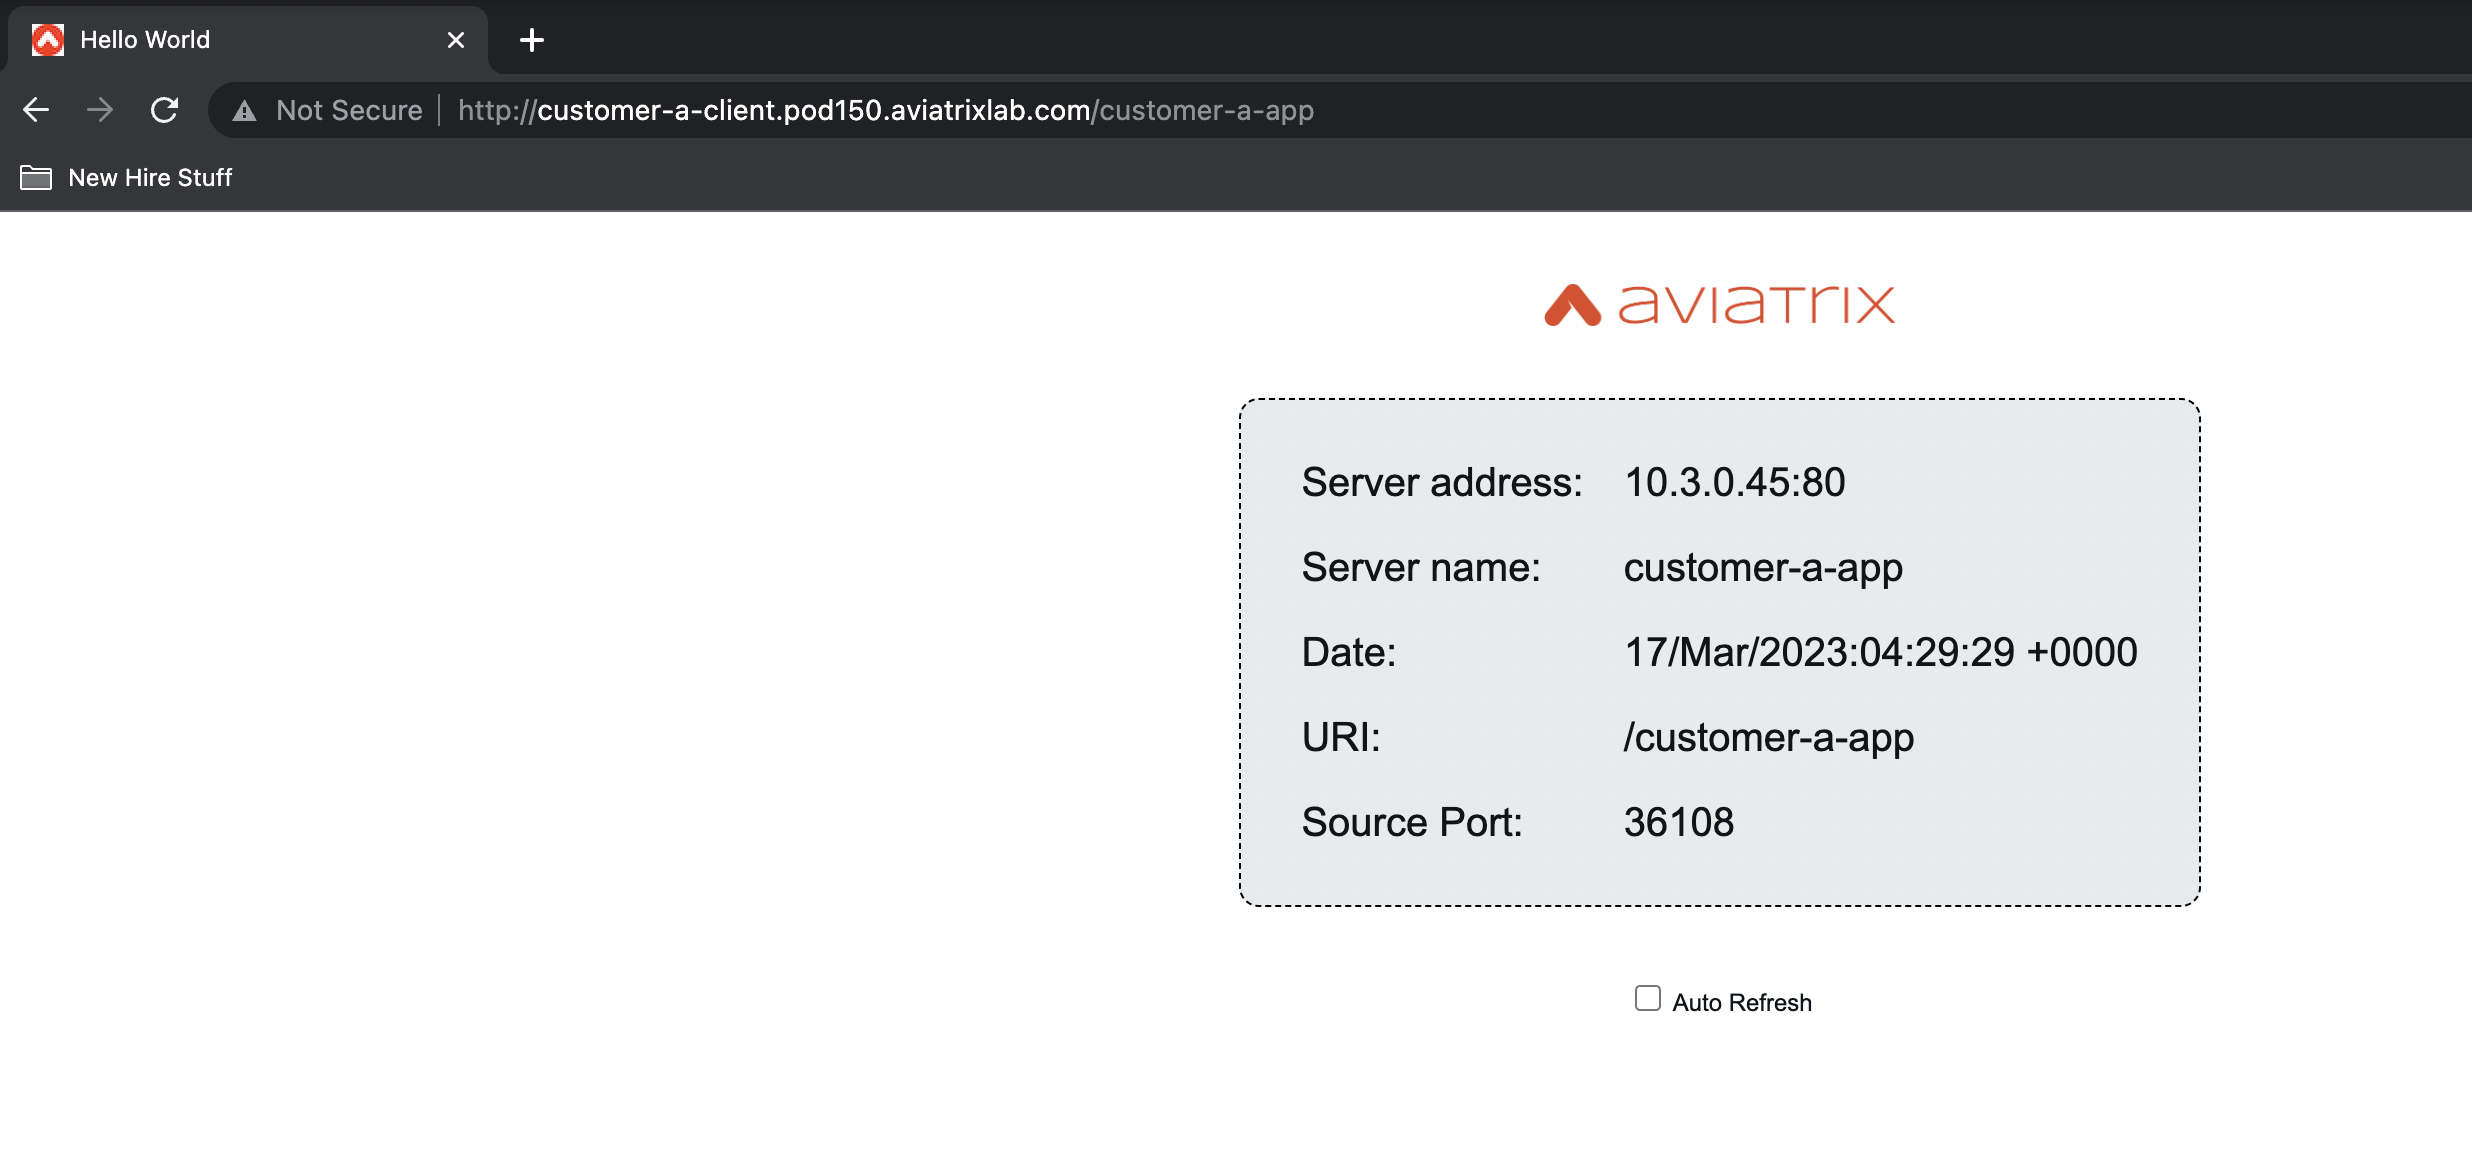 Hello World
Not Secure http://customer-a-client.pod150.aviatrixlab.com/customer-a-app
New Hire Stuff
aviatrix
Server address: 10.3.0.45:80
Server name: customer-a-app
Date: 17/Mar/2023:04:29:29 +0000
URI: /customer-a-app
Source Port: 36108
Auto Refresh